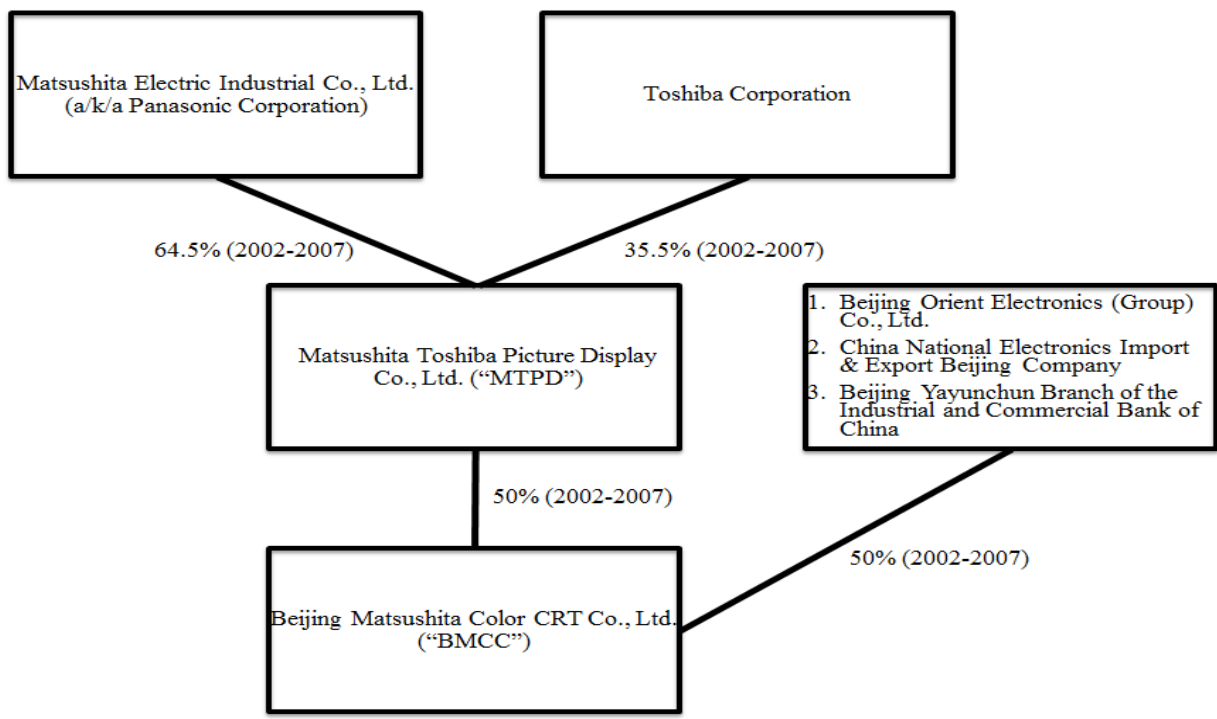 Matsushita Electric Industrial Co., Ltd.
(a/k/a Panasonic Corporation)
Toshiba Corporation
64.5% (2002-2007)
35.5% (2002-2007)
Matsushita Toshiba Picture Display
Co., Ltd. (“MTPD”)
1. Beijing Orient Electronics (Group)
Co., Ltd.
2. China National Electronics Import
& Export Beijing Company
3. Beijing Yayunchun Branch of the
Industrial and Commercial Bank of
China
50% (2002-2007)
50% (2002-2007)
Beijing Matsushita Color CRT Co., Ltd.
(“BMCC”)